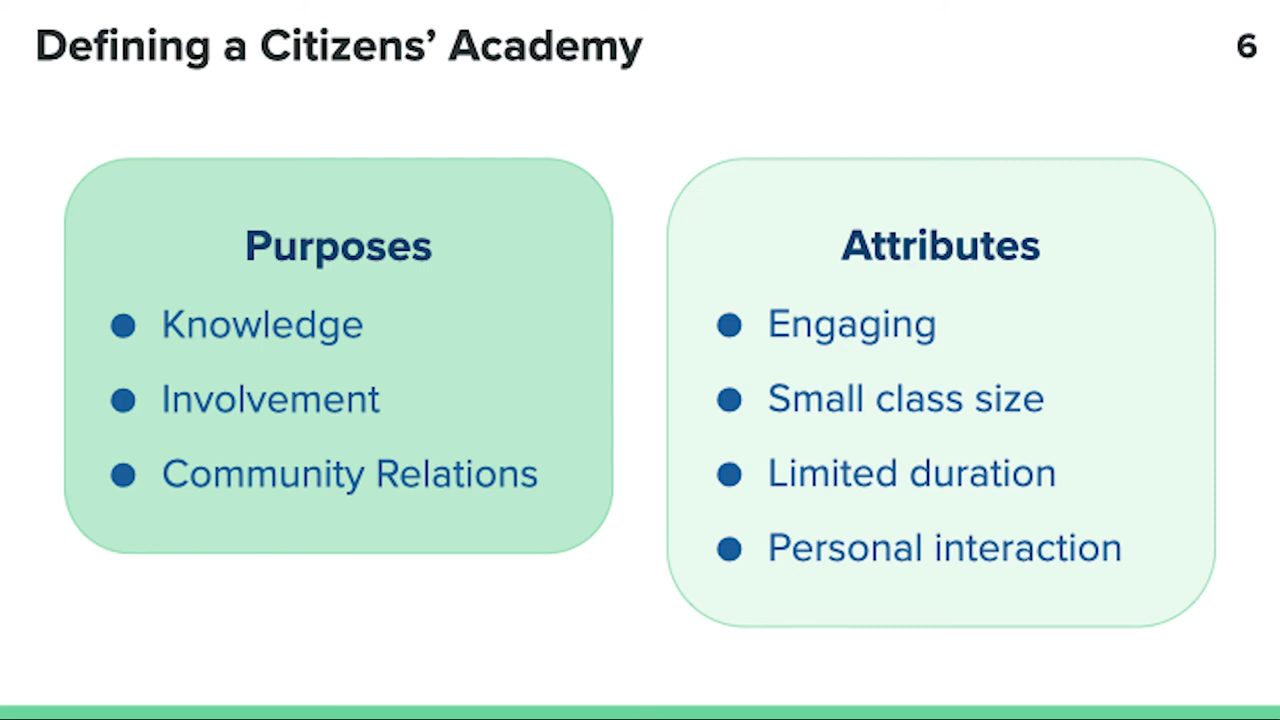 Defining a Citizens’ Academy
6
Purposes
● Knowledge
● Involvement
● Community Relations
Attributes
● Engaging
● Small class size
● Limited duration
● Personal interaction